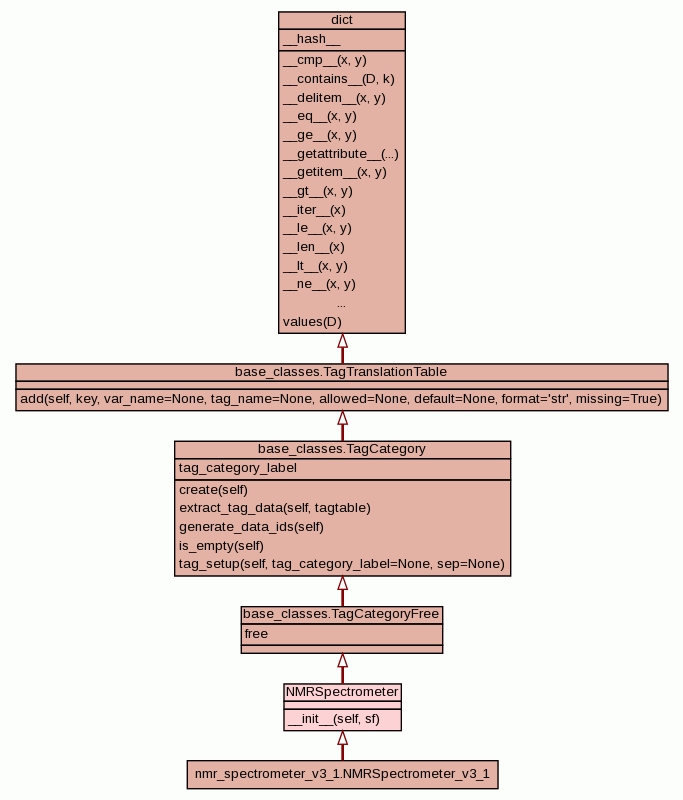 dict
__hash__
__cmp__(x, y)
__contains__(D, k)
__delitem__(x, y)
__eq__(x, y)
__ge__(x, y)
__getattribute__(...)
__getitem__(x, y)
__gt__(x, y)
__iter__(x)
__le__(x, y)
__len__(x)
__lt__(x, y)
__ne__(x, y)
...
values(D)
base_classes.TagTranslationTable
add(self, key, var_name=None, tag_name=None, allowed=None, default=None, format='str', missing=True)
base_classes.TagCategory
tag_category_label
create(self)
extract_tag_data(self, tagtable)
generate_data_ids(self)
is_empty(self)
tag_setup(self, tag_category_label=None, sep=None)
base_classes.TagCategoryFree
free
NMRSpectrometer
__init__(self, sf)
nmr_spectrometer_v3_1.NMRSpectrometer_v3_1